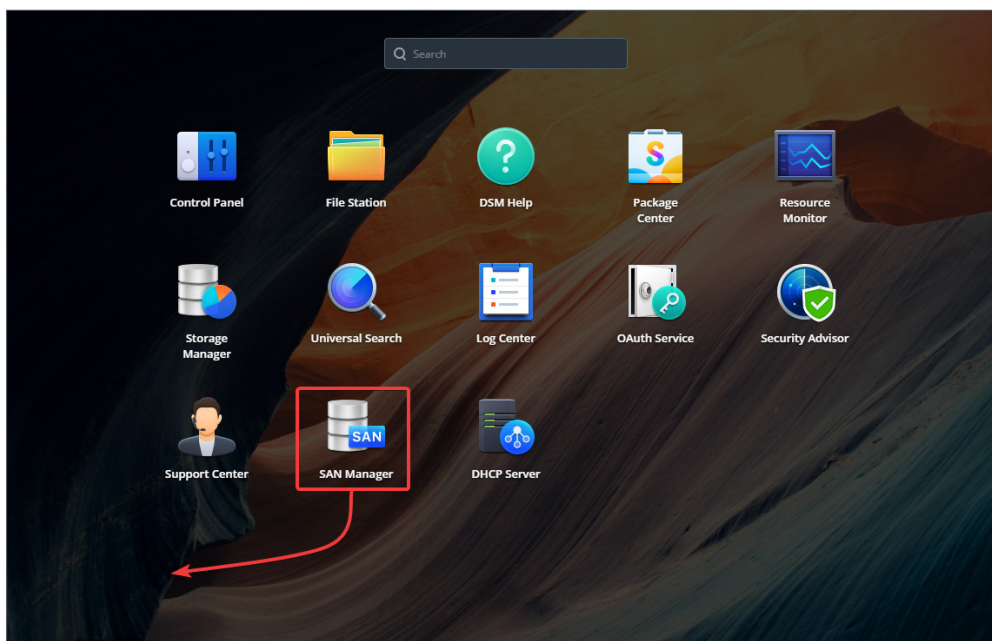 Search
Control Panel
File Station
DSM Help
Package
Center
Resource
Monitor
Storage
Manager
Universal Search
Log Center
OAuth Service
Security Advisor
Support Center
SAN
SAN Manager
DHCP Server